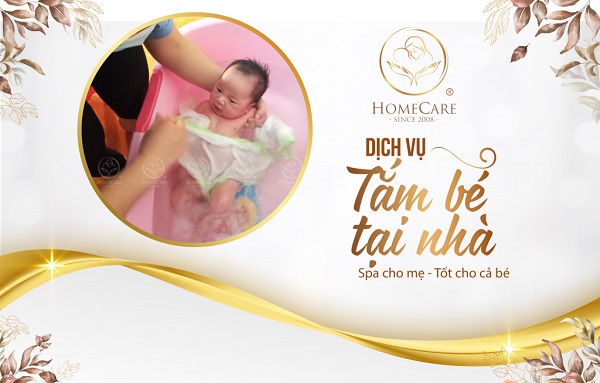 HOMECARE
- SINCE 2008 -
®
DỊCH VỤ
Tắm bé
tại nhà
Spa cho mẹ - Tốt cho cả bé